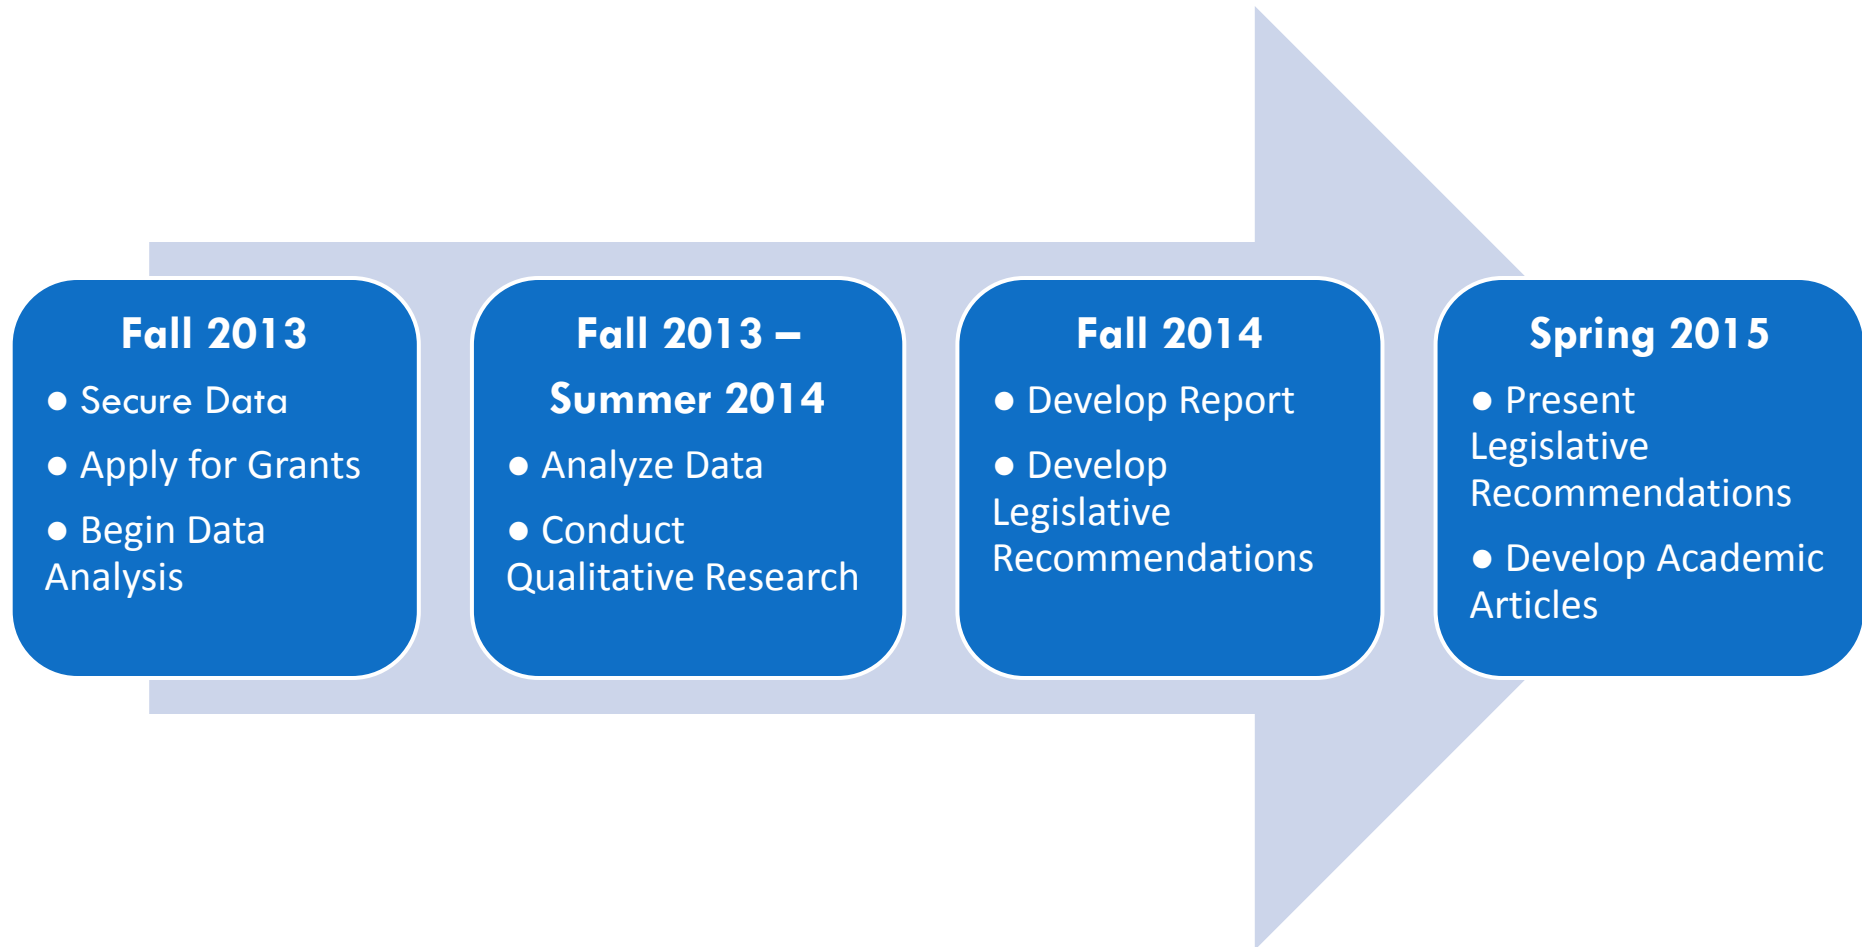 Fall 2013
● Secure Data
● Apply for Grants
● Begin Data
Analysis
Fall 2013 –
Summer 2014
● Analyze Data
● Conduct
Qualitative Research
Fall 2014
● Develop Report
● Develop
Legislative
Recommendations
Spring 2015
● Present
Legislative
Recommendations
● Develop Academic
Articles